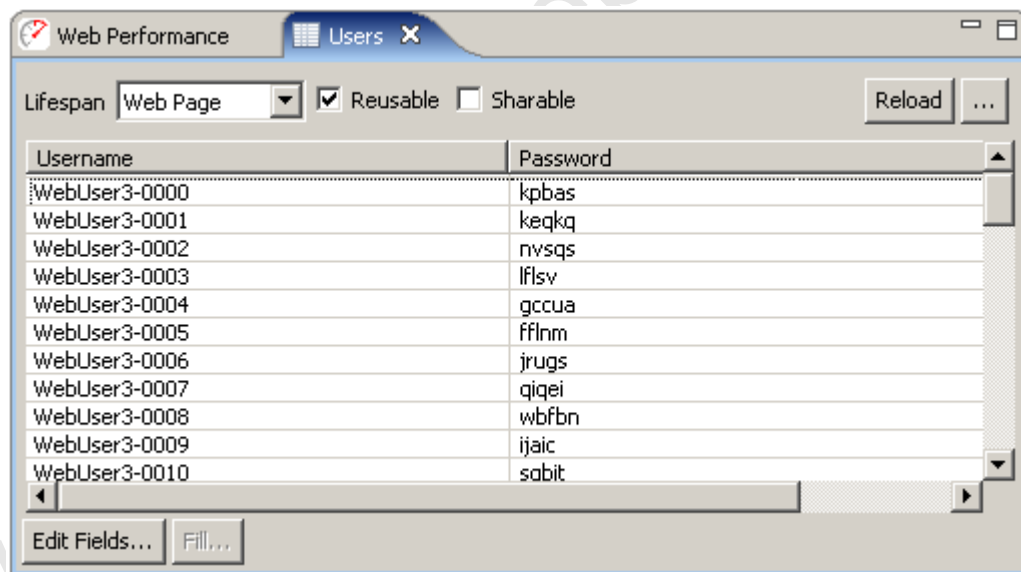 Web Performance Users
Lifespan Web Page Reusable Sharable Reload ...
Username Password
WebUser3-0000 kpbas
WebUser3-0001 keqkq
WebUser3-0002 nvsqs
WebUser3-0003 lflsv
WebUser3-0004 gccua
WebUser3-0005 fflnm
WebUser3-0006 jrugs
WebUser3-0007 qiqei
WebUser3-0008 wbfbn
WebUser3-0009 ijaic
WebUser3-0010 sqbit
Edit Fields... Fill...